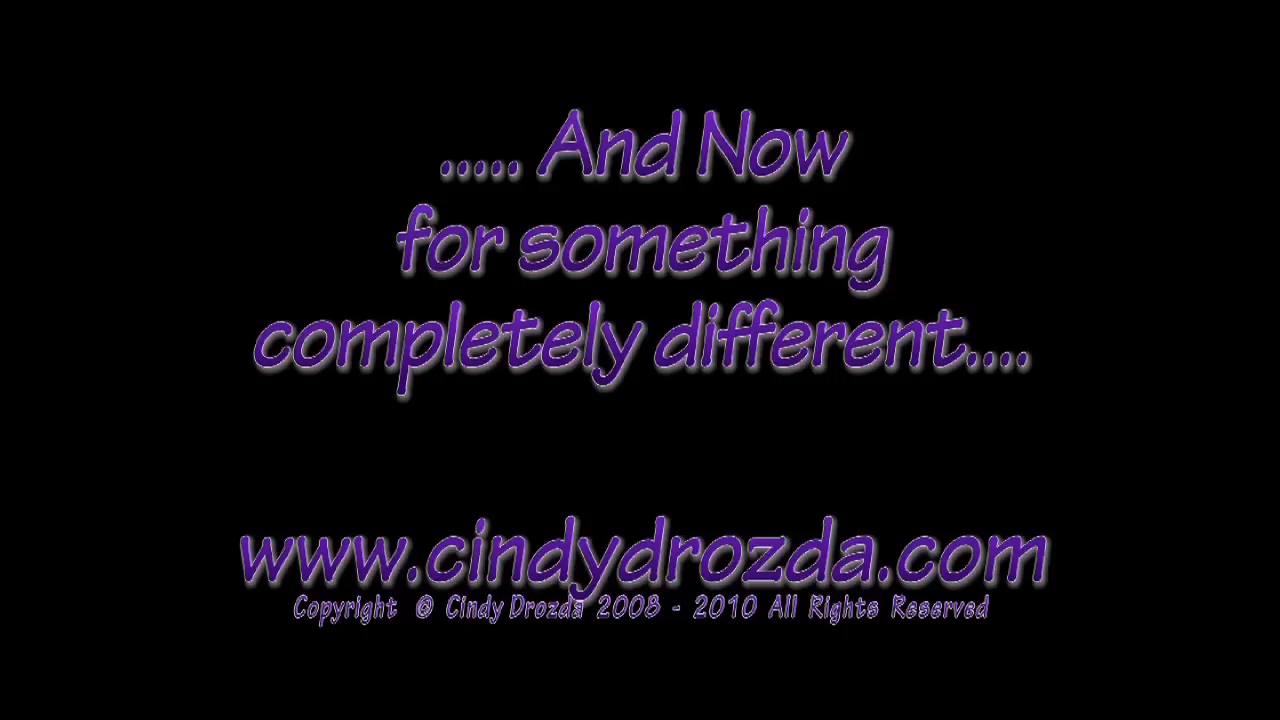 ..... And Now
for something
completely different....
www.cindydrozda.com
Copyright © Cindy Drozda 2008 - 2010 All Rights Reserved